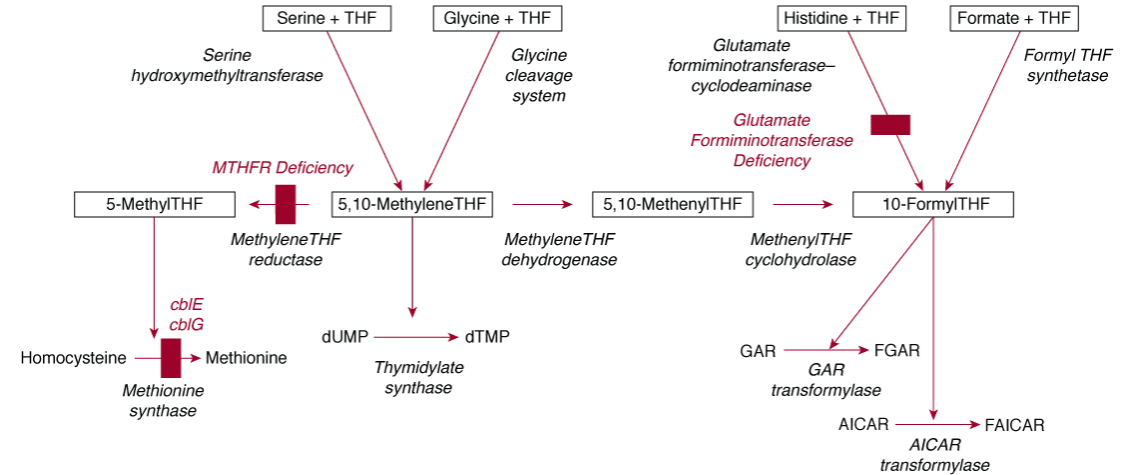 Serine + THF
Glycine + THF
Histidine + THF
Formate + THF
Serine
hydroxymethyltransferase
Glycine
cleavage
system
Glutamate
formiminotransferase–
cyclodeaminase
Formyl THF
synthetase
Glutamate
Formiminotransferase
Deficiency
MTHFR Deficiency
5-MethylTHF
5,10-MethyleneTHF
5,10-MethenylTHF
10-FormylTHF
MethyleneTHF
reductase
MethyleneTHF
dehydrogenase
MethenylTHF
cyclohydrolase
cblE
cblG
Homocysteine
Methionine
Methionine
synthase
dUMP
dTMP
Thymidylate
synthase
GAR
FGAR
GAR
transformylase
AICAR
FAICAR
AICAR
transformylase